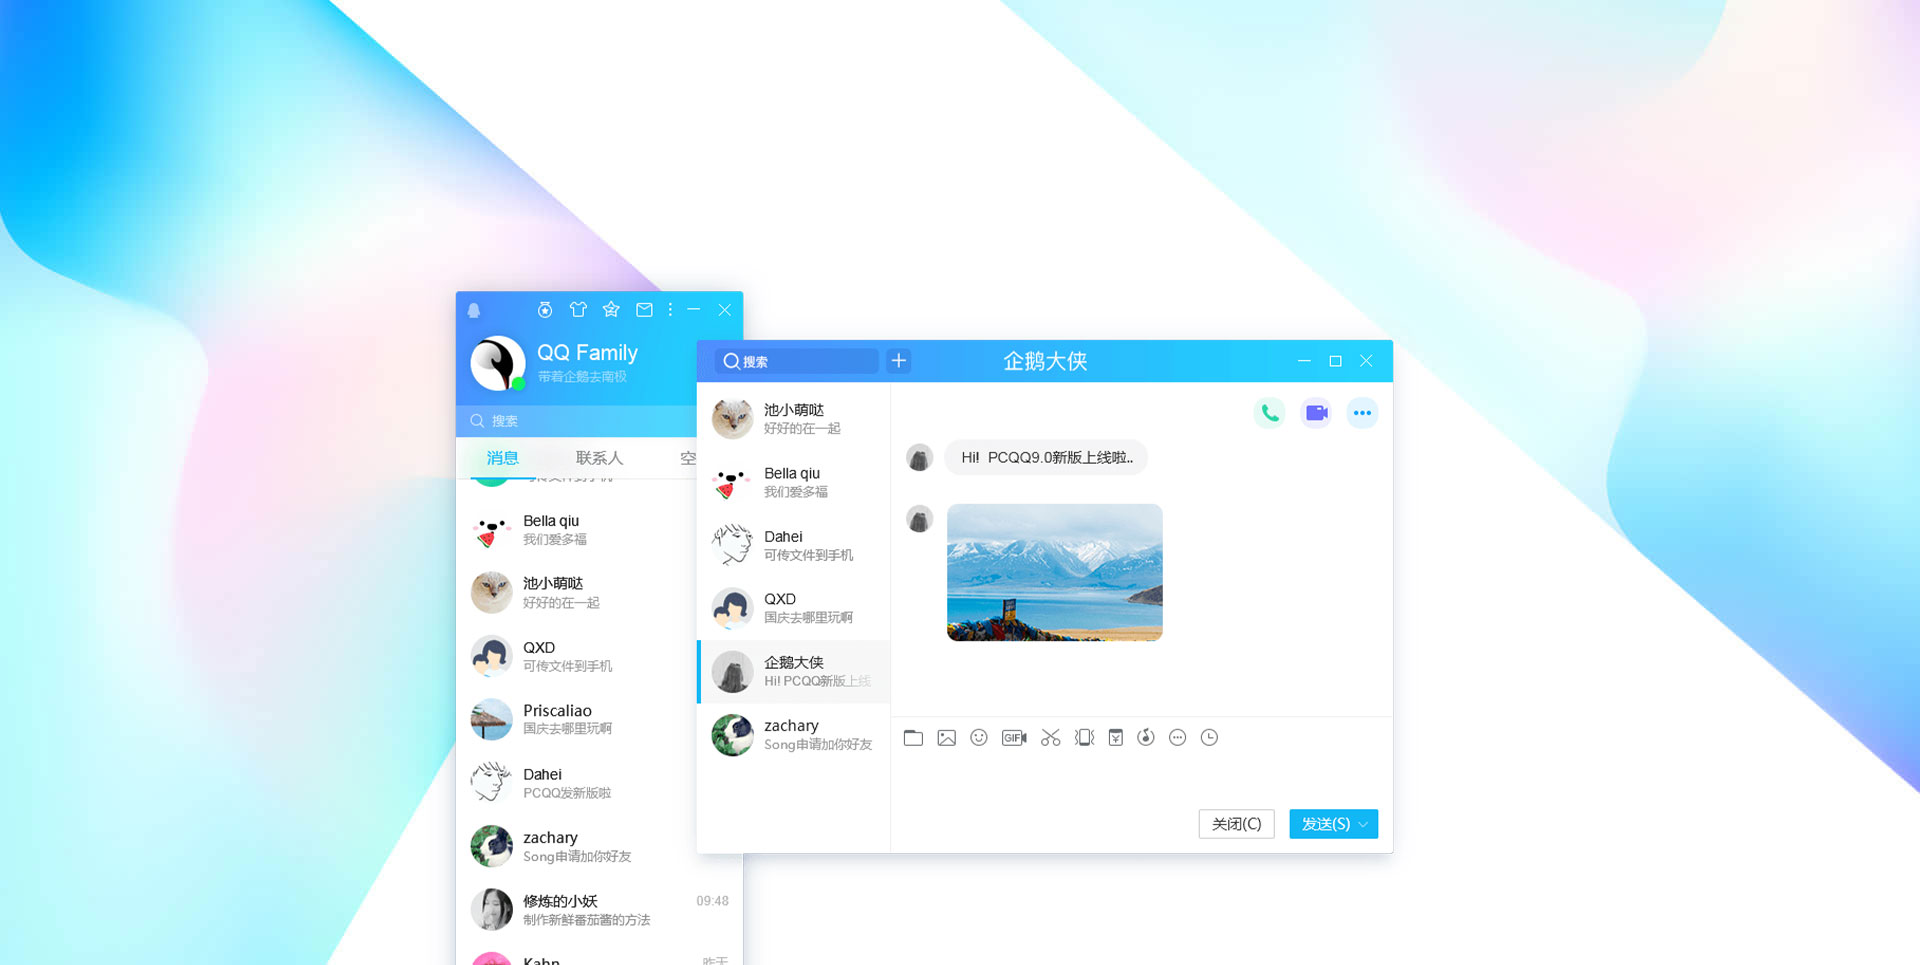 QQ Family
带着企鹅去南极
搜索
消息
联系人
空
Bella qiu
我们爱多福
池小萌哒
好好的在一起
QXD
可传文件到手机
Priscaliao
国庆去哪里玩啊
Dahei
PCQQ发新版啦
zachary
Song申请加你好友
修炼的小妖
09:48
制作新鲜番茄酱的方法
Kahn
昨天
搜索
企鹅大侠
池小萌哒
好好的在一起
Bella qiu
我们爱多福
Dahei
可传文件到手机
QXD
国庆去哪里玩啊
企鹅大侠
Hi! PCQQ新版上线
zachary
Song申请加你好友
Hi! PCQQ9.0新版上线啦..
GIF
关闭(C)
发送(S)